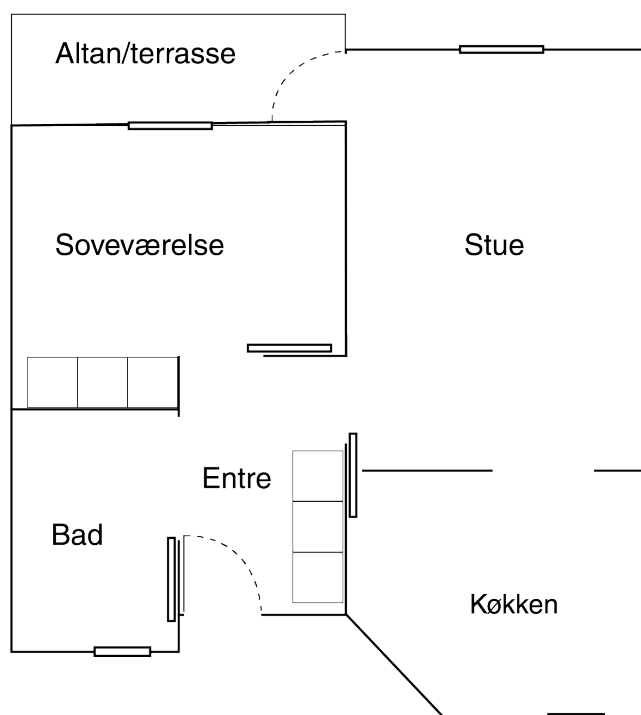 Altan/terrasse
Soveværelse
Stue
Entre
Bad
Køkken